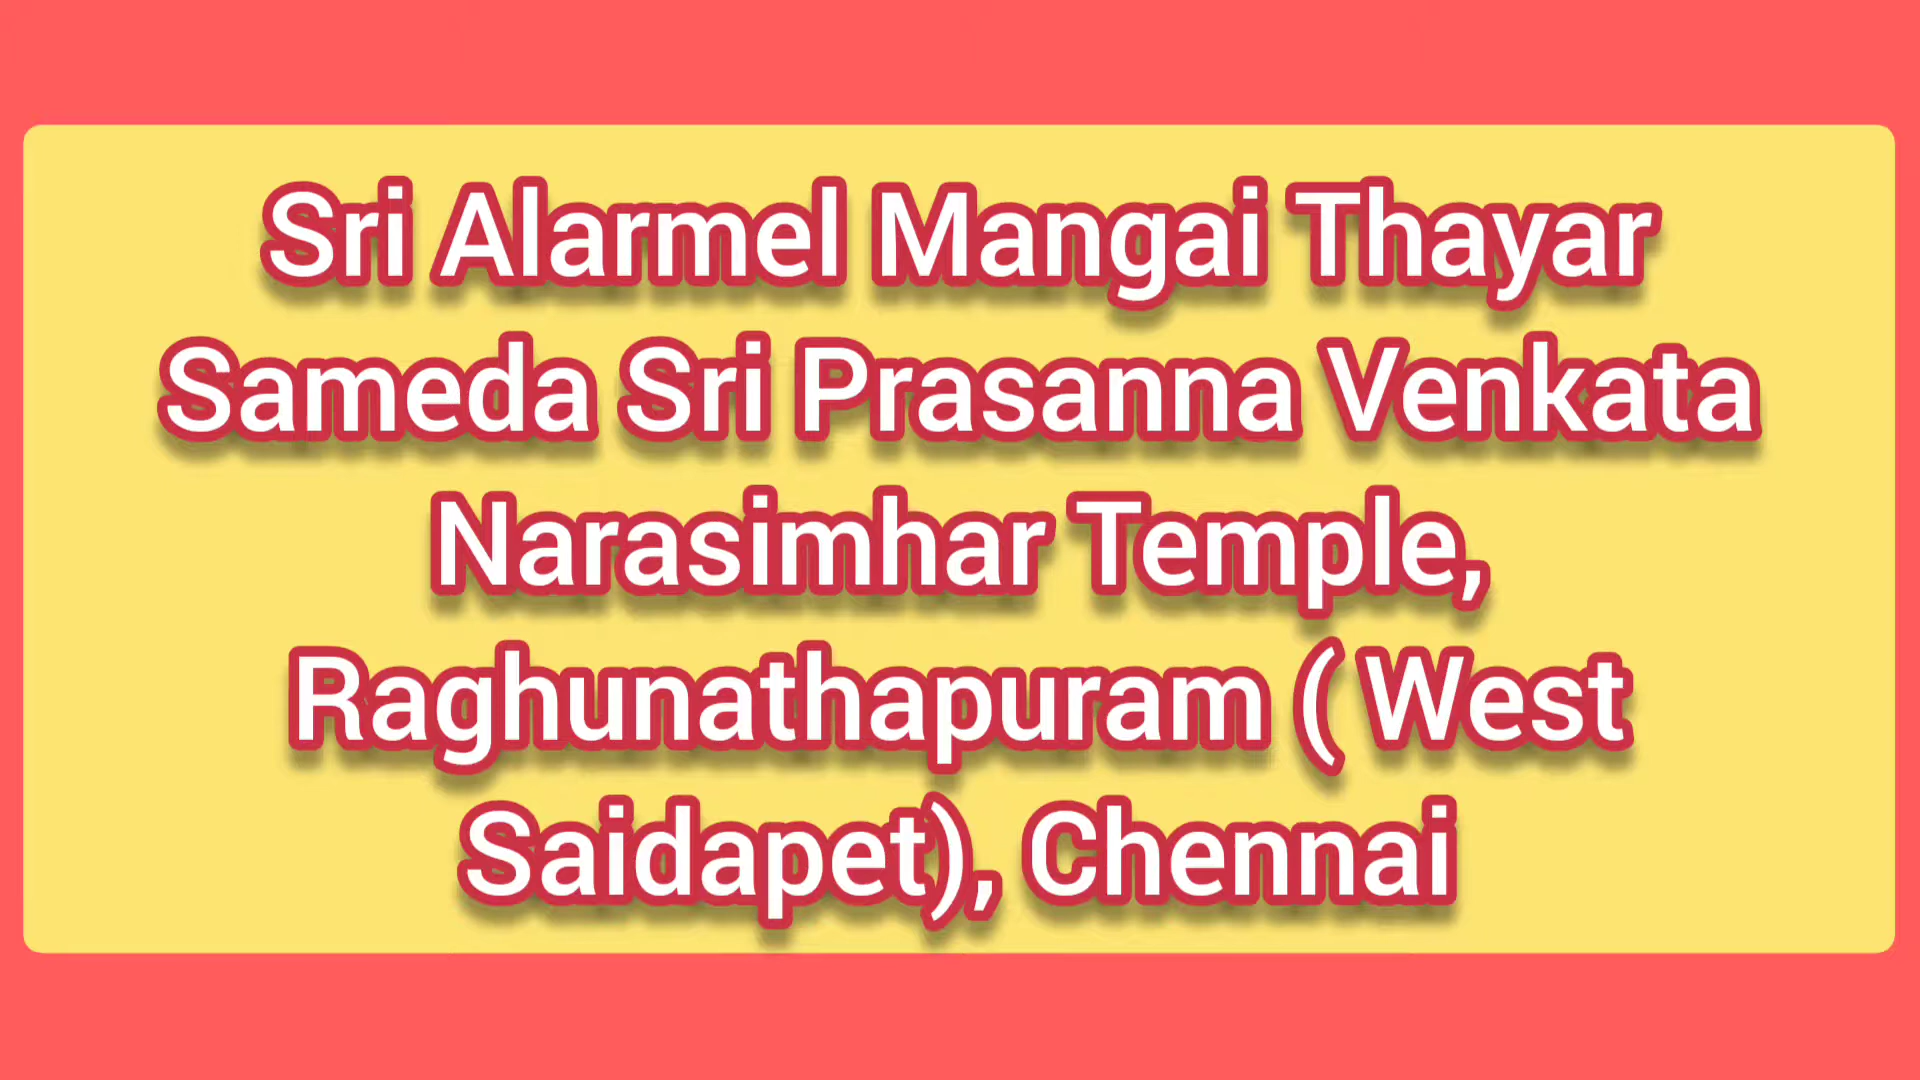 Sri Alarmel Mangai Thayar
Sameda Sri Prasanna Venkata
Narasimhar Temple,
Raghunathapuram ( West
Saidapet), Chennai